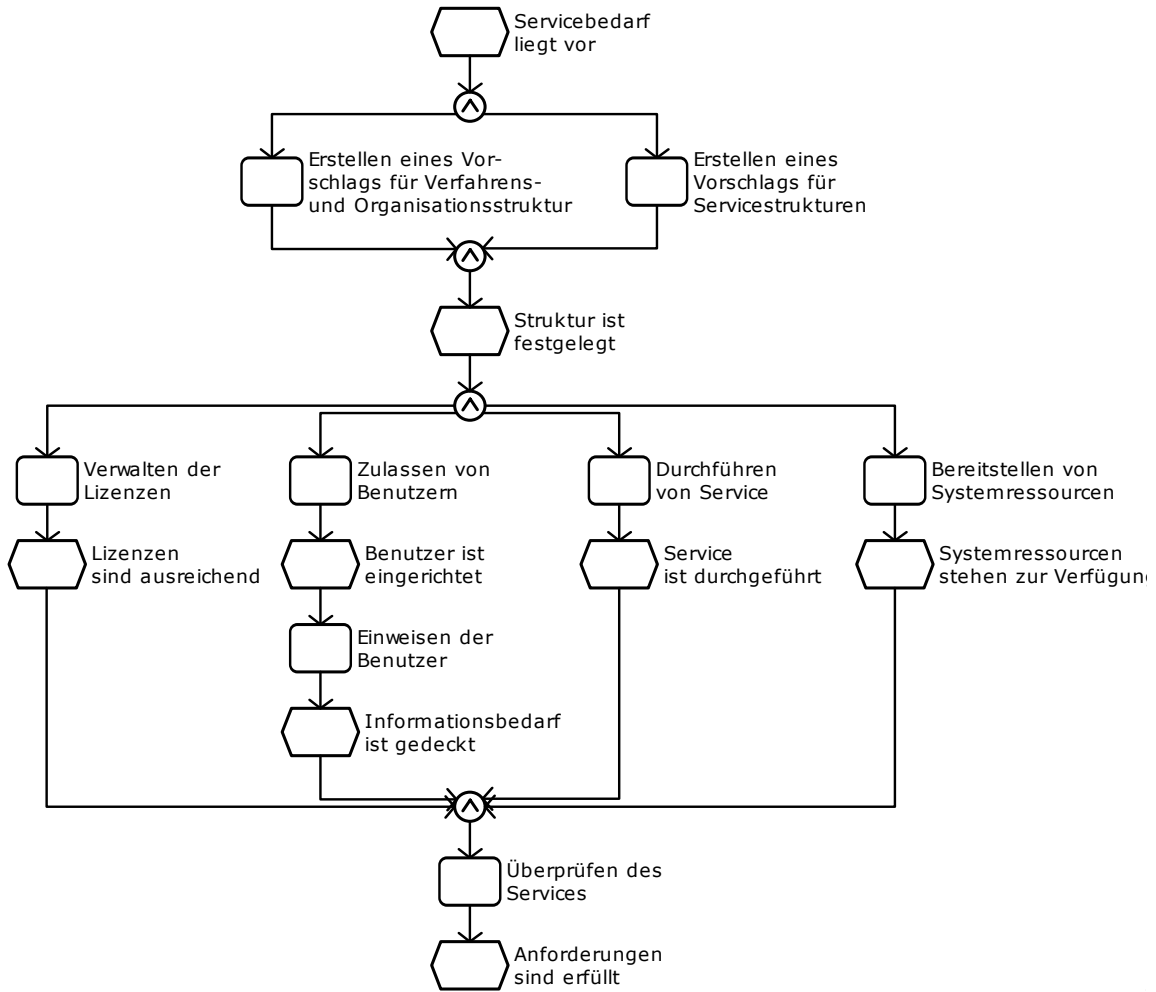 Servicebedarf
liegt vor
Erstellen eines Vor-
schlags für Verfahrens-
und Organisationsstruktur
Erstellen eines
Vorschlags für
Servicestrukturen
Struktur ist
festgelegt
Verwalten der
Lizenzen
Zulassen von
Benutzern
Durchführen
von Service
Bereitstellen von
Systemressourcen
Lizenzen
sind ausreichend
Benutzer ist
eingerichtet
Service
ist durchgeführt
Systemressourcen
stehen zur Verfügun
Einweisen der
Benutzer
Informationsbedarf
ist gedeckt
Überprüfen des
Services
Anforderungen
sind erfüllt